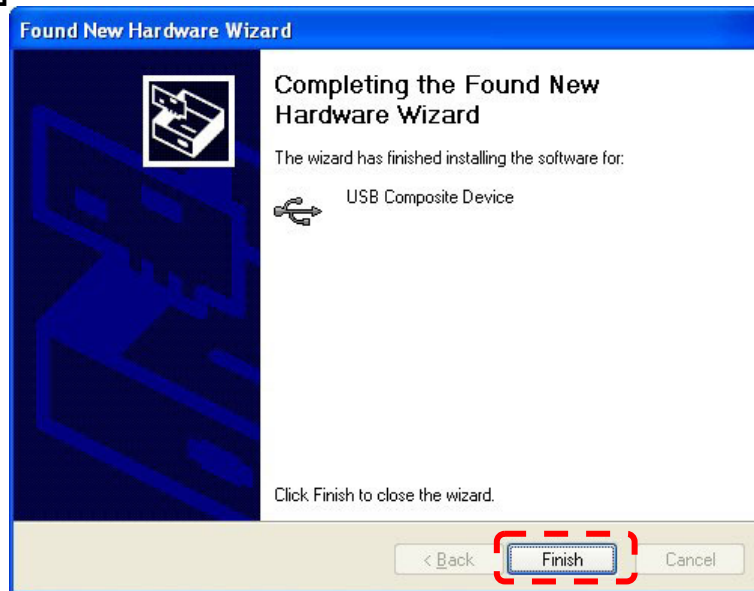 Found New Hardware Wizard
Completing the Found New
Hardware Wizard
The wizard has finished installing the software for:
USB Composite Device
Click Finish to close the wizard.
< Back
Finish
Cancel